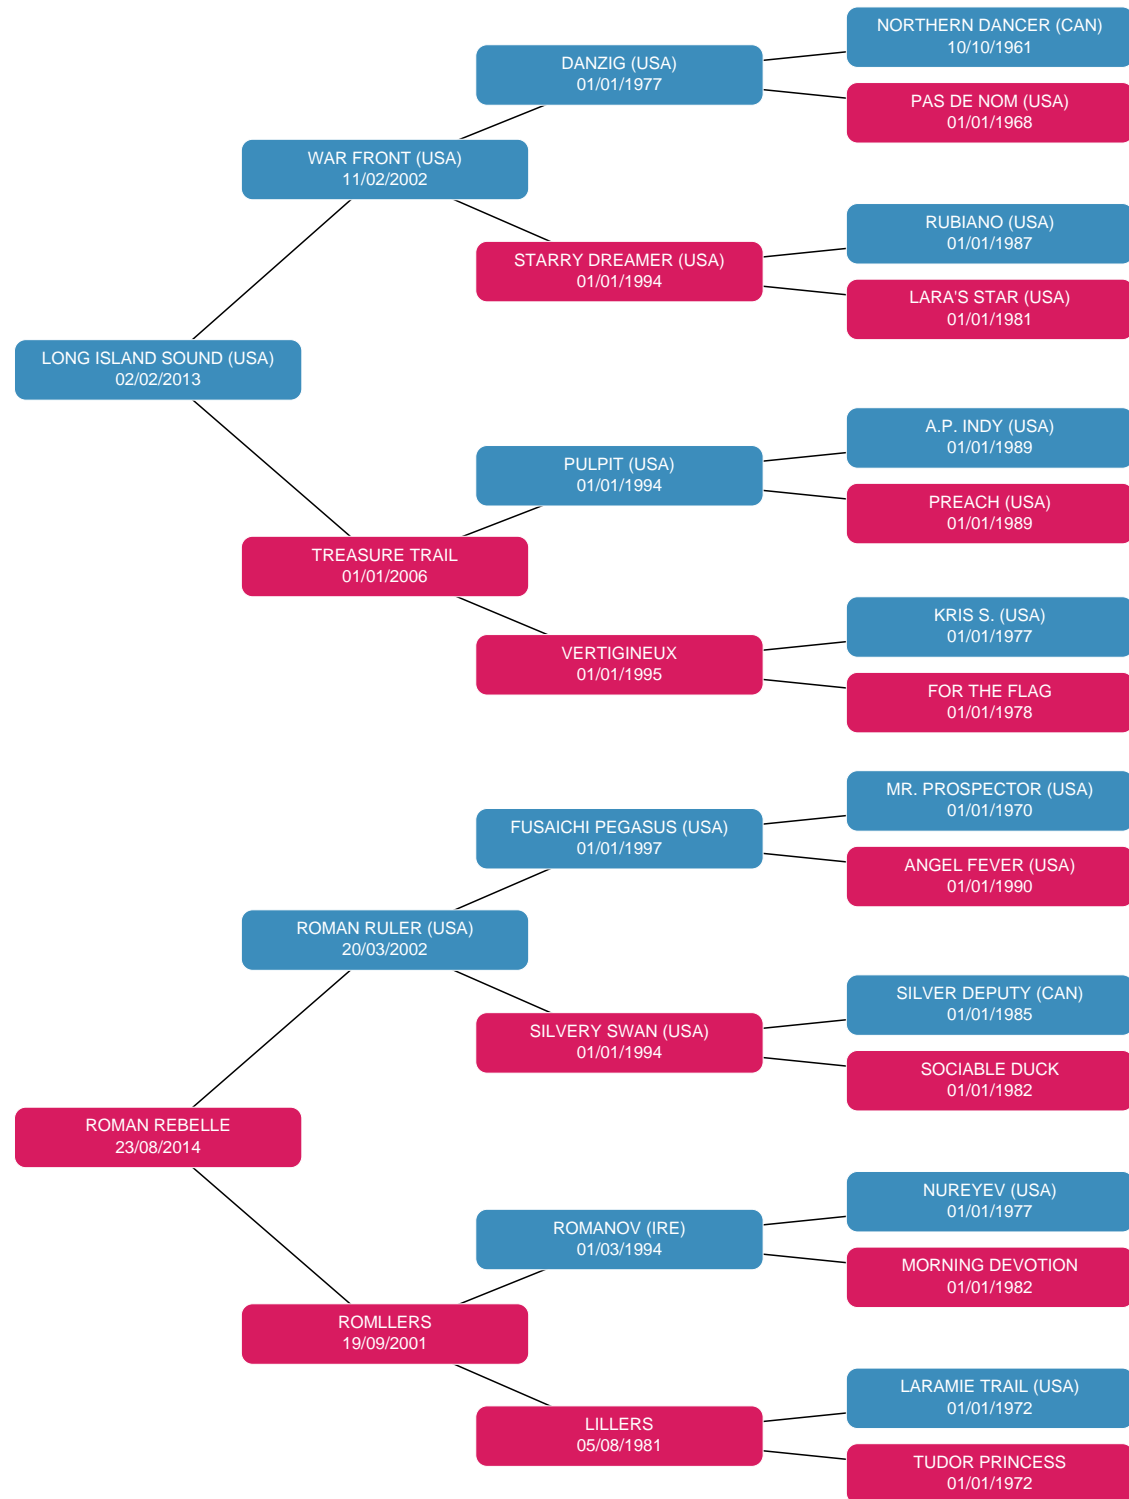 NORTHERN DANCER (CAN)
10/10/1961
DANZIG (USA)
01/01/1977
PAS DE NOM (USA)
01/01/1968
WAR FRONT (USA)
11/02/2002
RUBIANO (USA)
01/01/1987
STARRY DREAMER (USA)
01/01/1994
LARA'S STAR (USA)
01/01/1981
LONG ISLAND SOUND (USA)
02/02/2013
A.P. INDY (USA)
01/01/1989
PULPIT (USA)
01/01/1994
PREACH (USA)
01/01/1989
TREASURE TRAIL
01/01/2006
KRIS S. (USA)
01/01/1977
VERTIGINEUX
01/01/1995
FOR THE FLAG
01/01/1978
MR. PROSPECTOR (USA)
01/01/1970
FUSAICHI PEGASUS (USA)
01/01/1997
ANGEL FEVER (USA)
01/01/1990
ROMAN RULER (USA)
20/03/2002
SILVER DEPUTY (CAN)
01/01/1985
SILVERY SWAN (USA)
01/01/1994
SOCIABLE DUCK
01/01/1982
ROMAN REBELLE
23/08/2014
NUREYEV (USA)
01/01/1977
ROMANOV (IRE)
01/03/1994
MORNING DEVOTION
01/01/1982
ROMLLERS
19/09/2001
LARAMIE TRAIL (USA)
01/01/1972
LILLERS
05/08/1981
TUDOR PRINCESS
01/01/1972